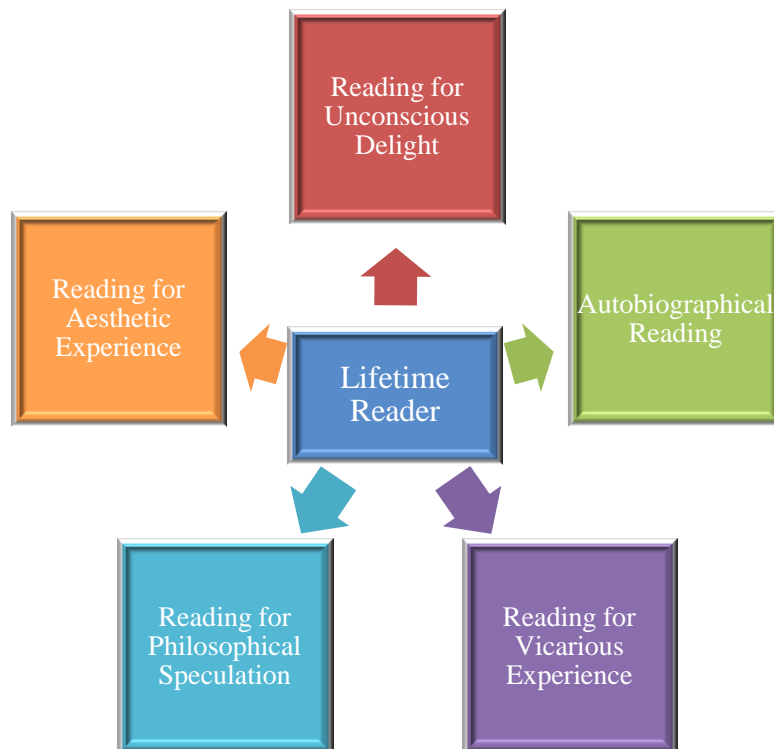 Reading for
Unconscious
Delight
Reading for
Aesthetic
Experience
Autobiographical
Reading
Lifetime
Reader
Reading for
Philosophical
Speculation
Reading for
Vicarious
Experience